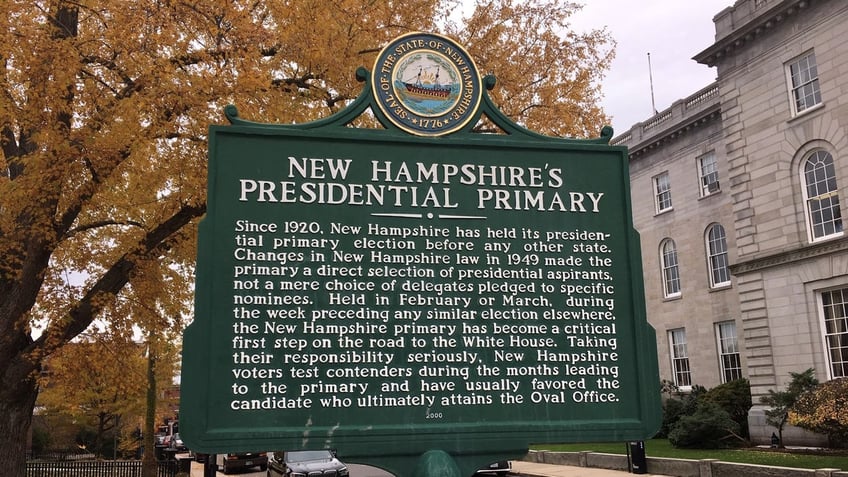 SEAL OF THE STATE OF NEW HAMPSHIRE
1776
NEW HAMPSHIRE'S
PRESIDENTIAL PRIMARY
Since 1920, New Hampshire has held its presiden-
tial primary election before any other state.
Changes in New Hampshire law in 1949 made the
primary a direct selection of presidential aspirants,
not a mere choice of delegates pledged to specific
nominees. Held in February or March, during
the week preceding any similar election elsewhere,
the New Hampshire primary has become a critical
first step on the road to the White House. Taking
their responsibility seriously, New Hampshire
voters test contenders during the months leading
to the primary and have usually favored the
candidate who ultimately attains the Oval Office.
2000